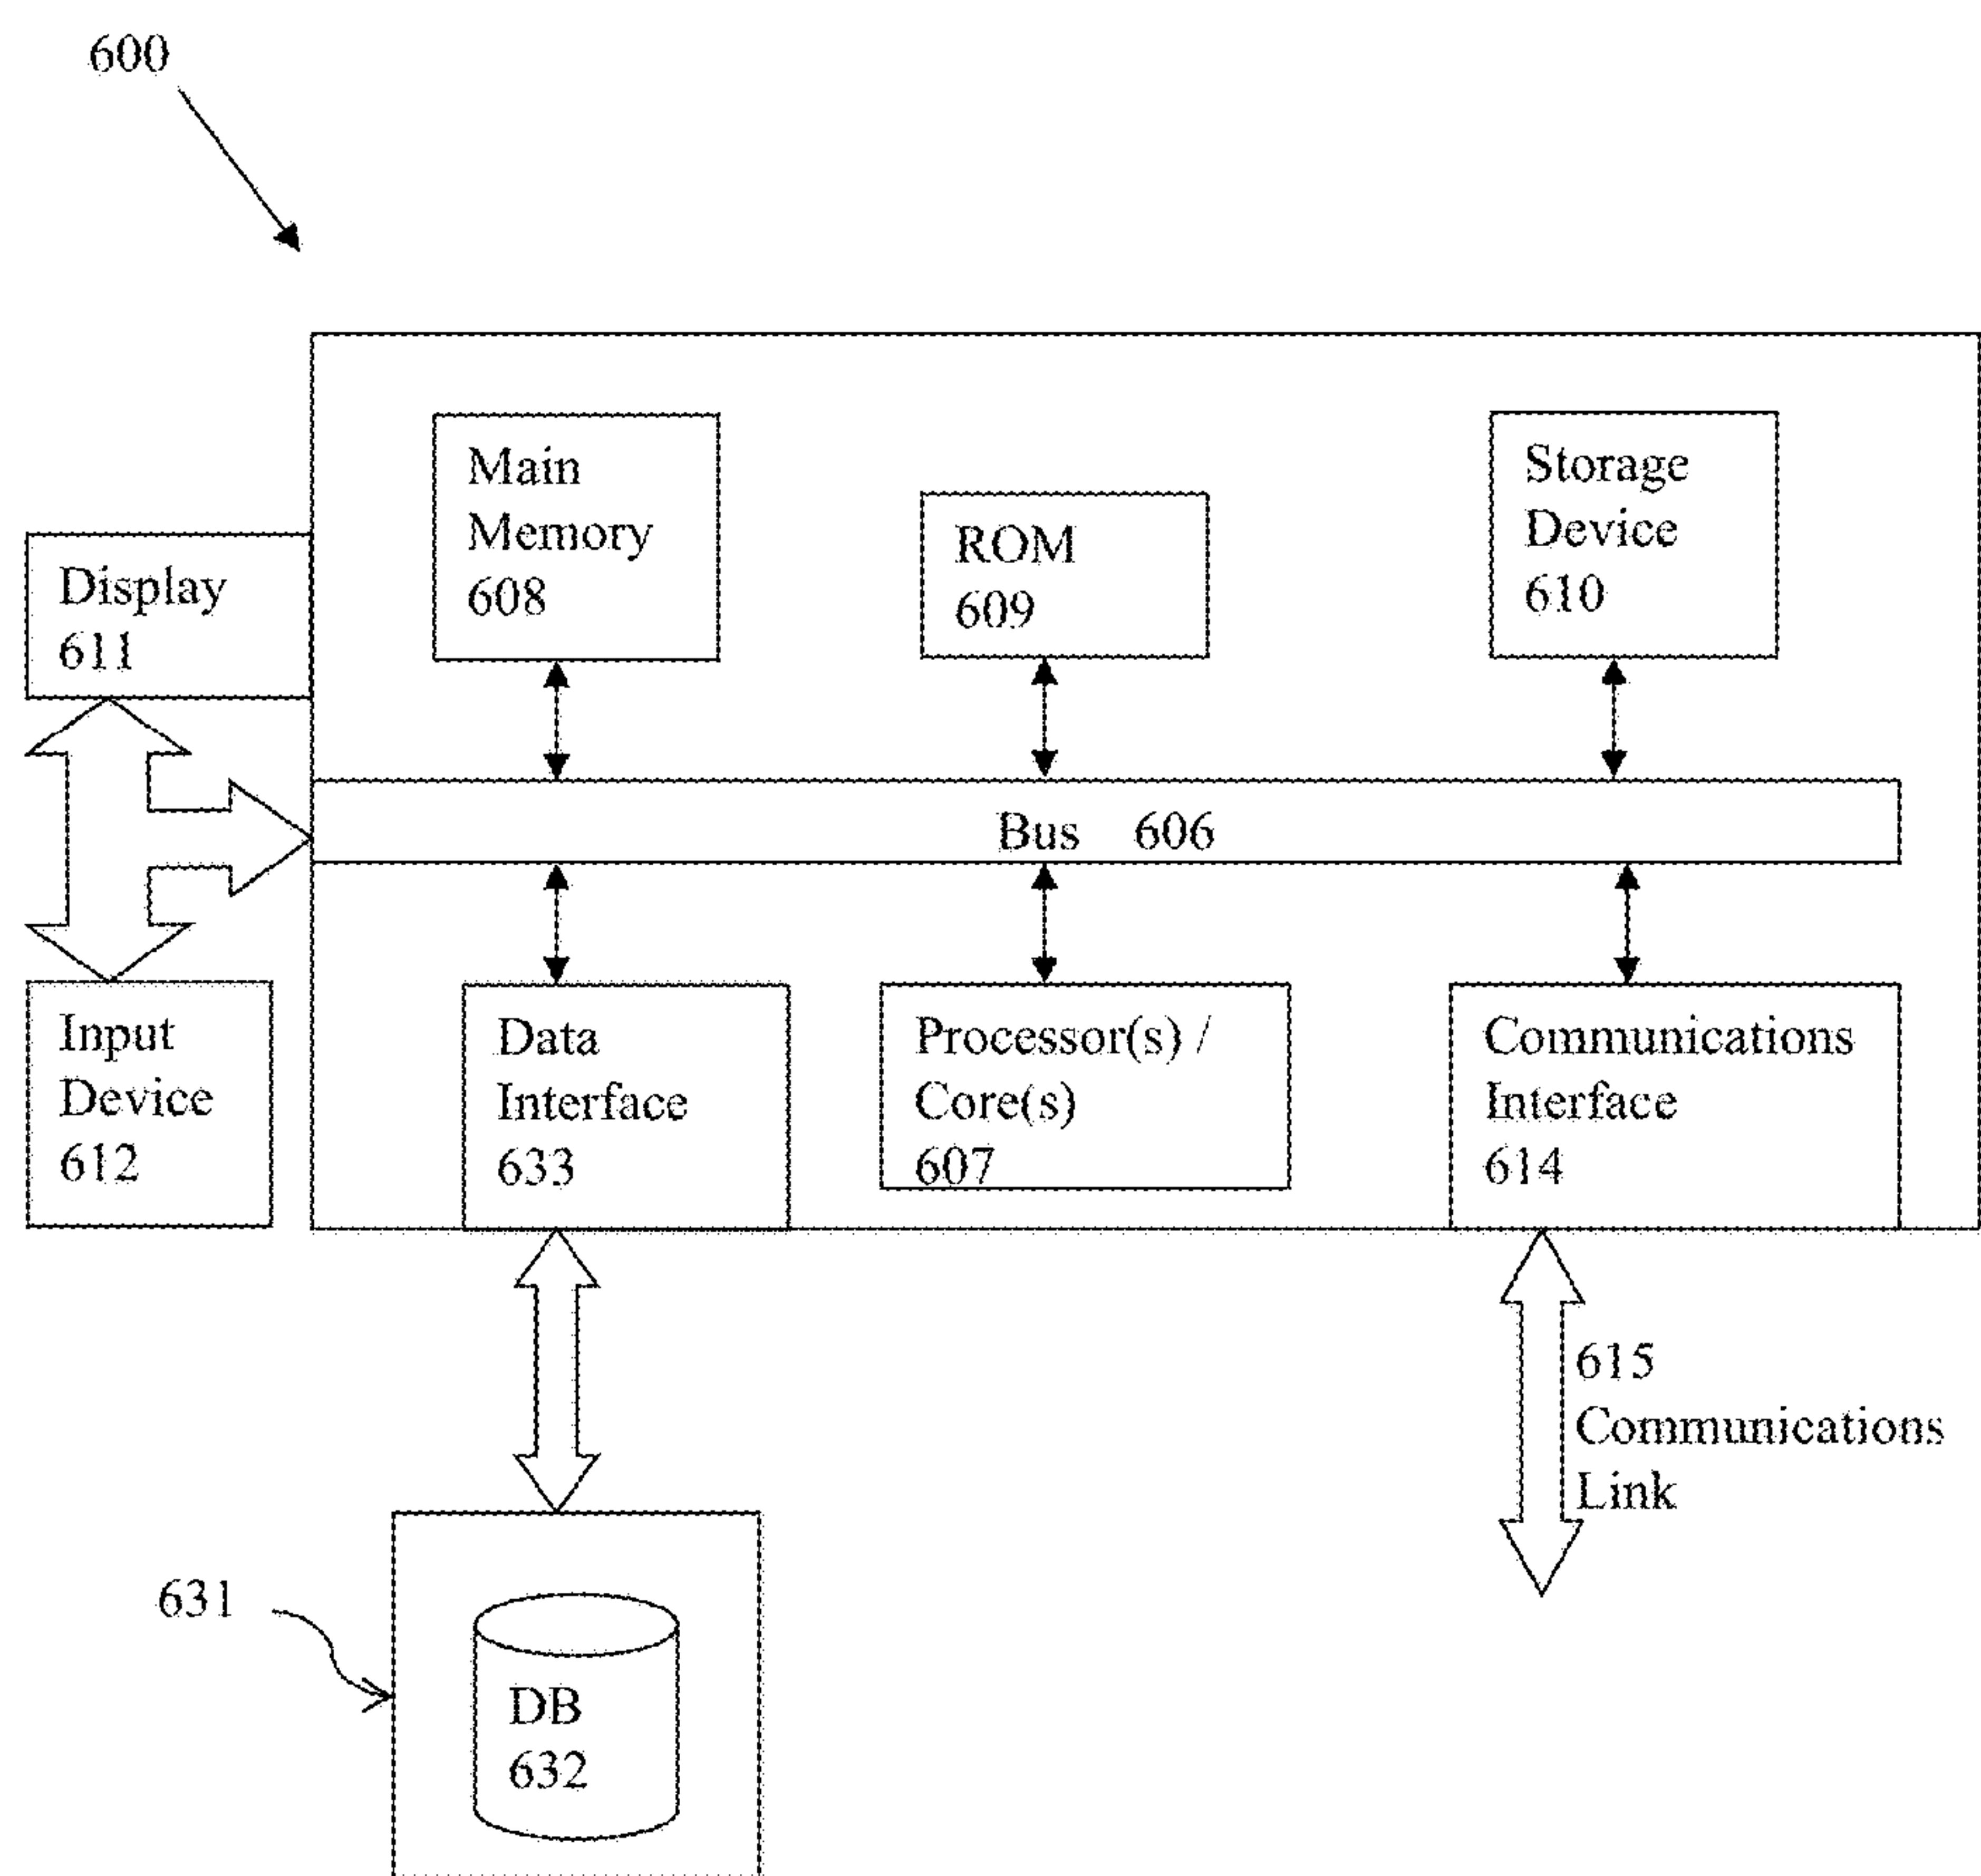 600
Main
Memory
608
ROM
609
Storage
Device
610
Display
611
Bus 606
Input
Device
612
Data
Interface
633
Processor(s) /
Core(s)
607
Communications
Interface
614
615
Communications
Link
631
DB
632